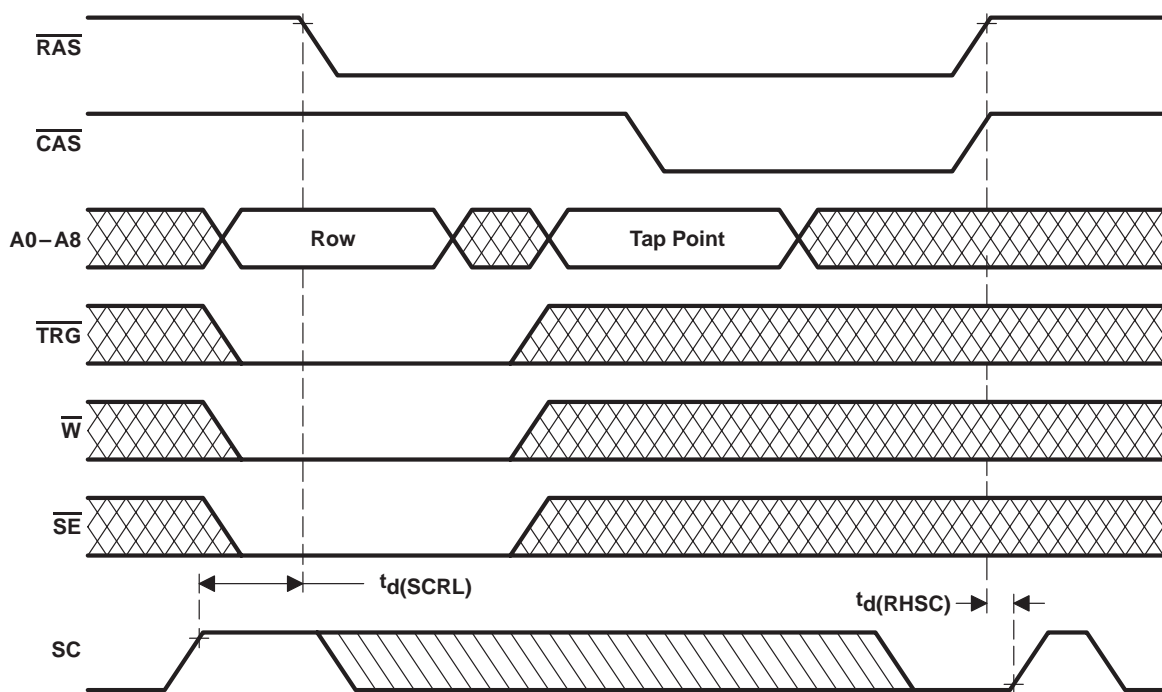 RAS
CAS
A0–A8
Row
Tap Point
TRG
W
SE
td(SCRL)
td(RHSC)
SC